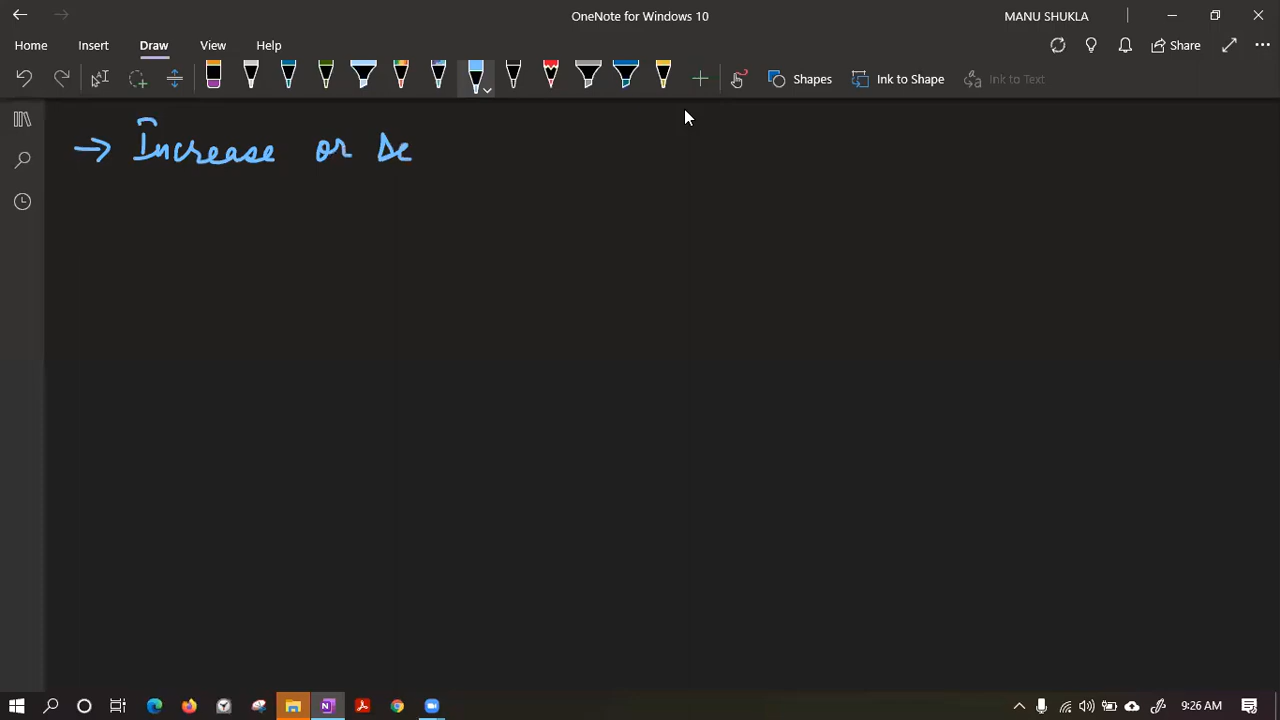 OneNote for Windows 10
MANU SHUKLA
Home Insert Draw View Help
Share
Shapes Ink to Shape Ink to Text
→ Increase or De
9:26 AM